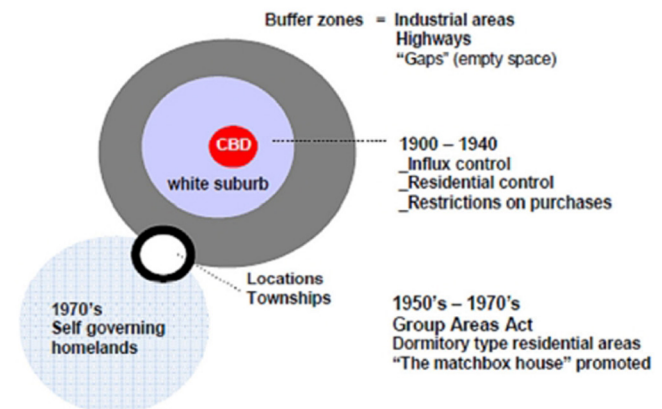 Buffer zones = Industrial areas
Highways
“Gaps” (empty space)
CBD
white suburb
1900 – 1940
_Influx control
_Residential control
_Restrictions on purchases
Locations
Townships
1970's
Self governing
homelands
1950's – 1970's
Group Areas Act
Dormitory type residential areas
“The matchbox house” promoted